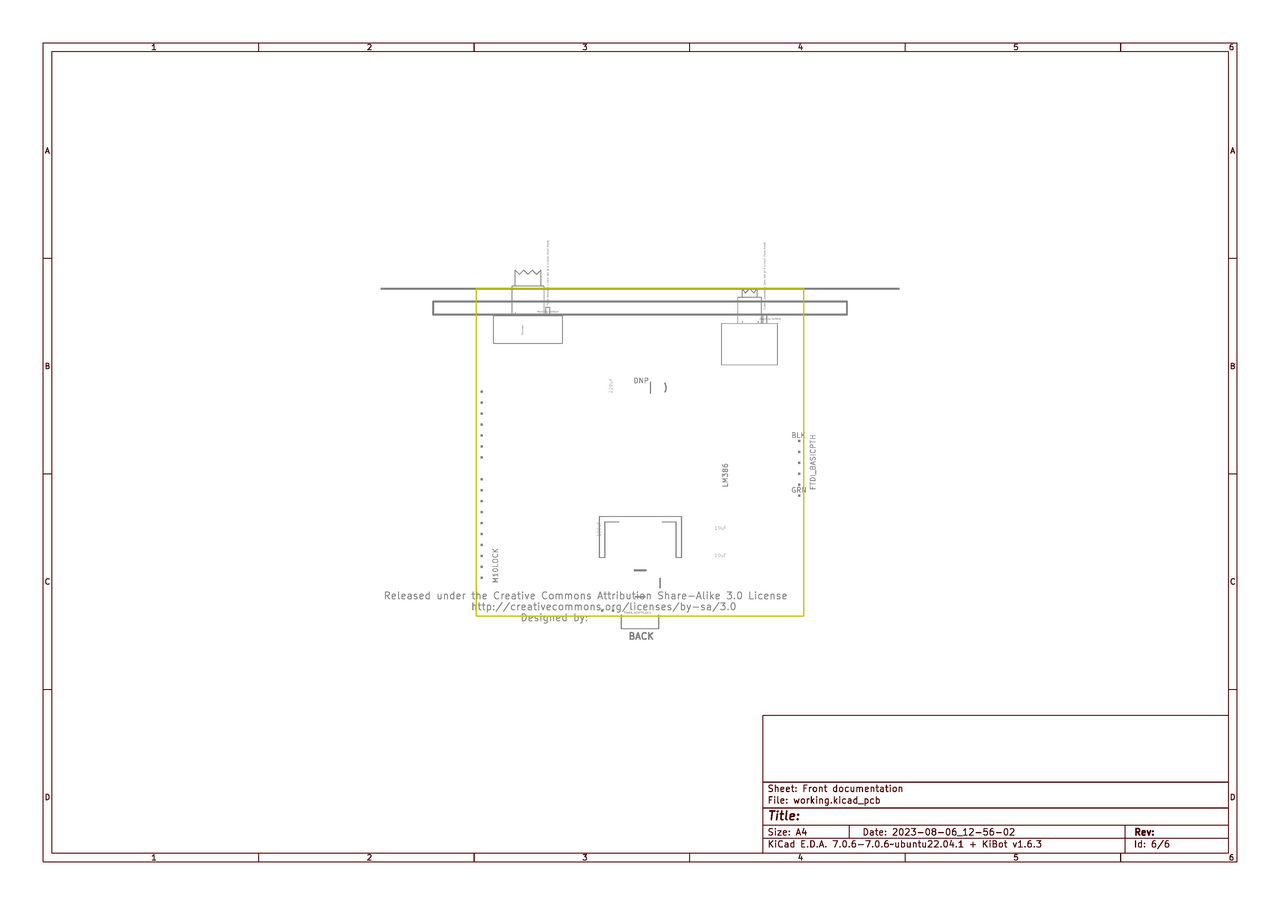 1 2 3 4 5 6
A A
DNP
220uF
B B
BLK
FTDI_BASICPTH
LM386
GRN
10uF
10uF
M10LOCK
C C
Released under the Creative Commons Attribution Share-Alike 3.0 License
http://creativecommons.org/licenses/by-sa/3.0
Designed by:
BACK
Sheet: Front documentation
File: working.kicad_pcb
D D
Title:
Size: A4 Date: 2023-08-06_12-56-02 Rev:
KiCad E.D.A. 7.0.6-7.0.6~ubuntu22.04.1 + KiBot v1.6.3 Id: 6/6
1 2 3 4 5 6